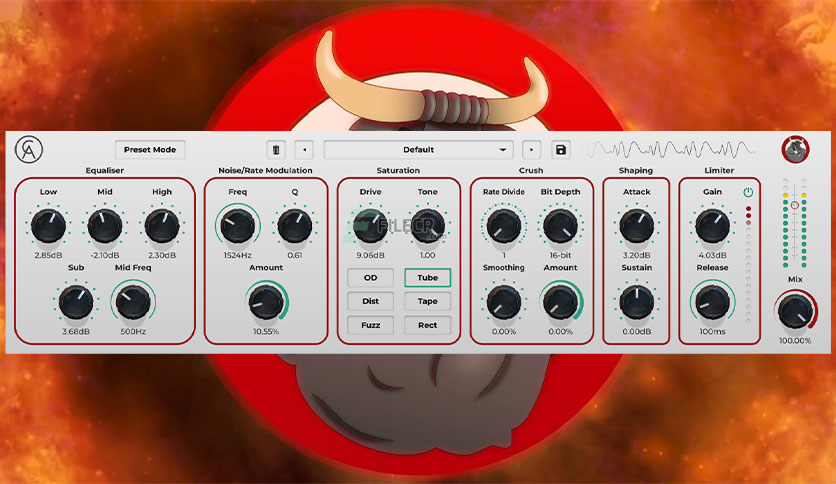 CA
Preset Mode
Default
Equaliser
Noise/Rate Modulation
Saturation
Crush
Shaping
Limiter
Low
Mid
High
Freq
Q
Drive
Tone
Rate Divide
Bit Depth
Attack
Gain
2.85dB
-2.10dB
2.30dB
1524Hz
0.61
9.06dB
1.00
1
16-bit
3.20dB
4.03dB
FILECR
.com
Sub
Mid Freq
Amount
OD
Tube
Dist
Tape
Fuzz
Rect
Smoothing
Amount
Sustain
Release
Mix
3.68dB
500Hz
10.55%
0.00%
0.00%
0.00dB
100ms
100.00%